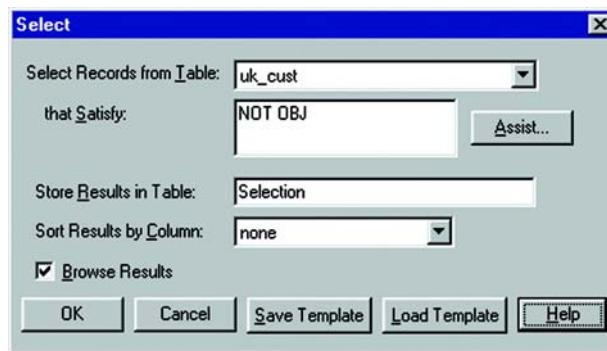 Select
Select Records from Table: uk_cust
that Satisfy: NOT OBJ
Assist...
Store Results in Table: Selection
Sort Results by Column: none
Browse Results
OK Cancel Save Template Load Template Help